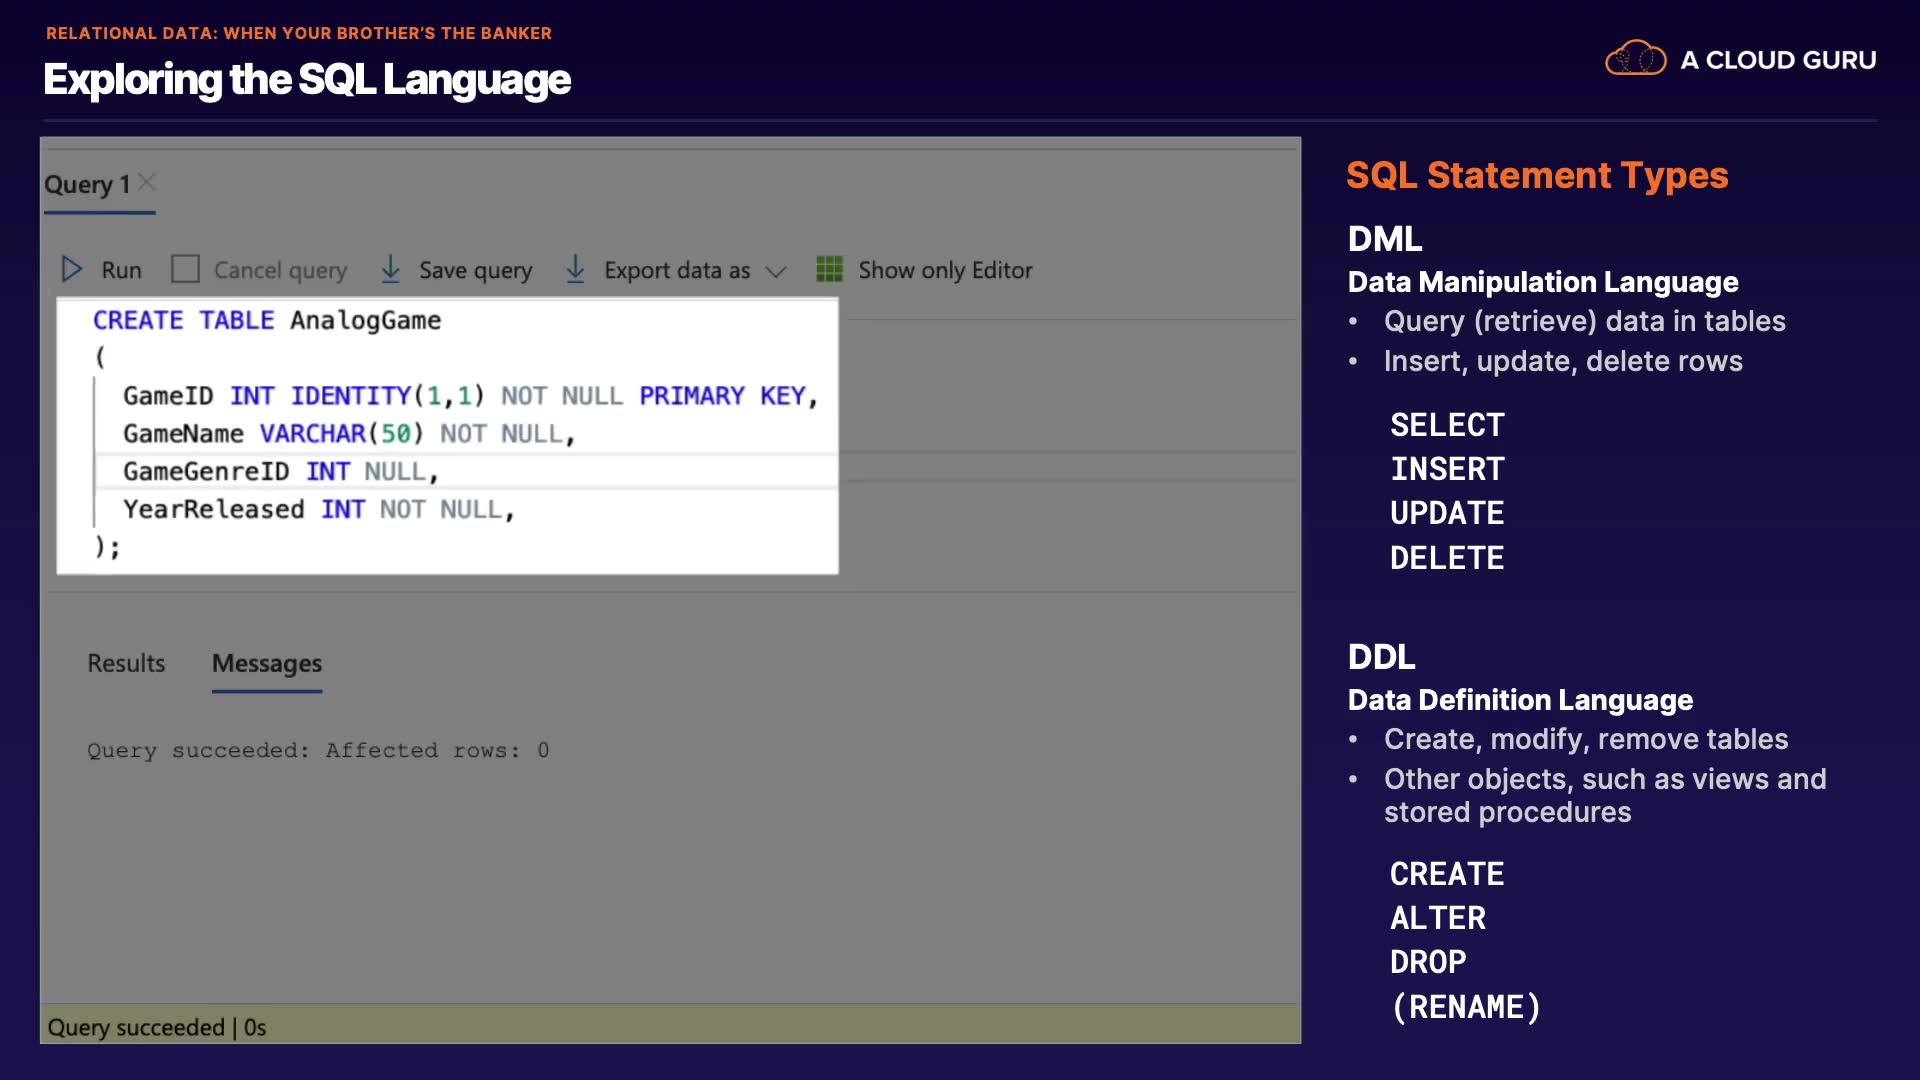 RELATIONAL DATA: WHEN YOUR BROTHER'S THE BANKER
Exploring the SQL Language
A CLOUD GURU
Query 1
Run Cancel query Save query Export data as Show only Editor
CREATE TABLE AnalogGame
(
GameID INT IDENTITY(1,1) NOT NULL PRIMARY KEY,
GameName VARCHAR(50) NOT NULL,
GameGenreID INT NULL,
YearReleased INT NOT NULL,
);
Results Messages
Query succeeded: Affected rows: 0
Query succeeded | 0s
SQL Statement Types
DML
Data Manipulation Language
• Query (retrieve) data in tables
• Insert, update, delete rows
SELECT
INSERT
UPDATE
DELETE
DDL
Data Definition Language
• Create, modify, remove tables
• Other objects, such as views and
stored procedures
CREATE
ALTER
DROP
(RENAME)